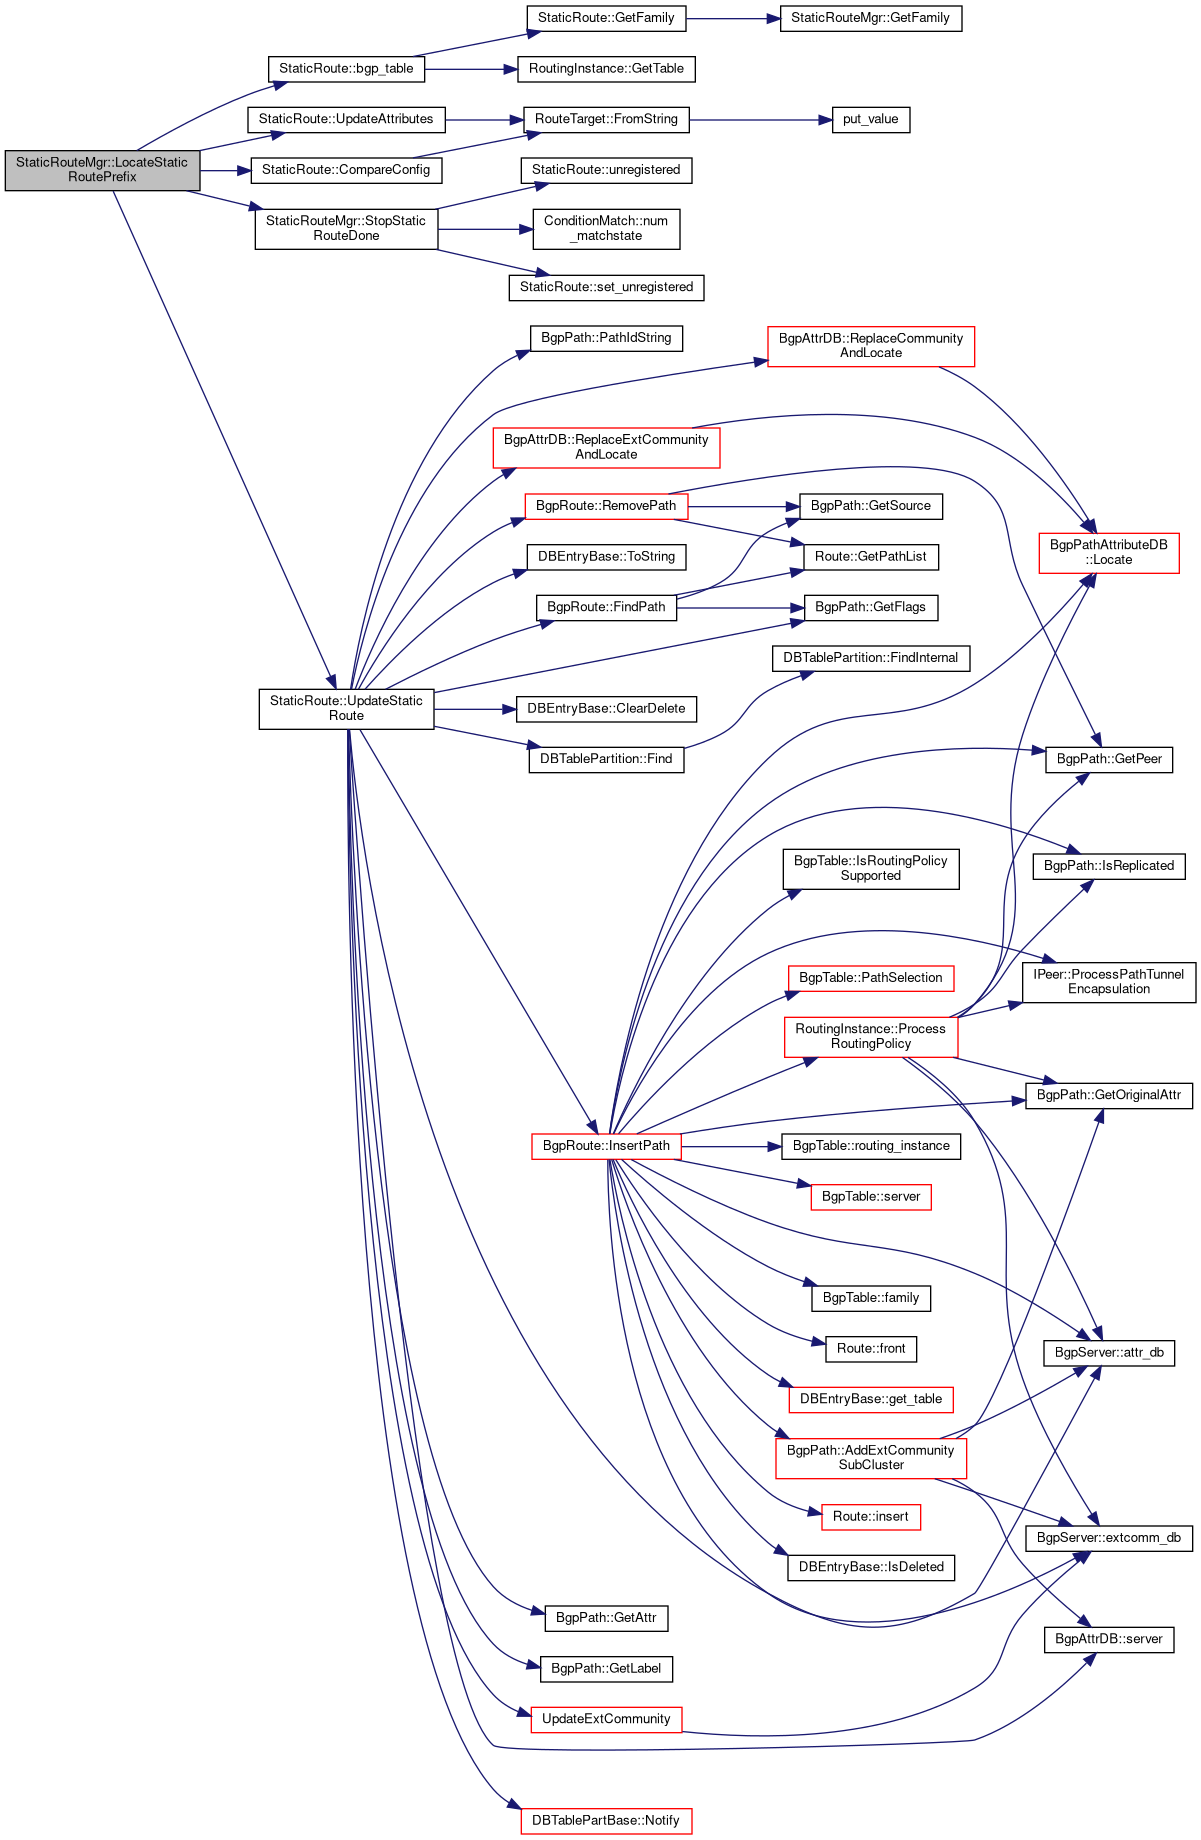 StaticRoute::GetFamily
StaticRouteMgr::GetFamily
StaticRoute::bgp_table
RoutingInstance::GetTable
StaticRoute::UpdateAttributes
RouteTarget::FromString
put_value
StaticRouteMgr::LocateStatic
RoutePrefix
StaticRoute::CompareConfig
StaticRoute::unregistered
StaticRouteMgr::StopStatic
RouteDone
ConditionMatch::num
_matchstate
StaticRoute::set_unregistered
BgpPath::PathIdString
BgpAttrDB::ReplaceCommunity
AndLocate
BgpAttrDB::ReplaceExtCommunity
AndLocate
BgpRoute::RemovePath
BgpPath::GetSource
DBEntryBase::ToString
Route::GetPathList
BgpPathAttributeDB
::Locate
BgpRoute::FindPath
BgpPath::GetFlags
DBTablePartition::FindInternal
StaticRoute::UpdateStatic
Route
DBEntryBase::ClearDelete
DBTablePartition::Find
BgpPath::GetPeer
BgpTable::IsRoutingPolicy
Supported
BgpPath::IsReplicated
BgpTable::PathSelection
IPeer::ProcessPathTunnel
Encapsulation
RoutingInstance::Process
RoutingPolicy
BgpPath::GetOriginalAttr
BgpRoute::InsertPath
BgpTable::routing_instance
BgpTable::server
BgpTable::family
Route::front
BgpServer::attr_db
DBEntryBase::get_table
BgpPath::AddExtCommunity
SubCluster
Route::insert
BgpServer::extcomm_db
DBEntryBase::IsDeleted
BgpPath::GetAttr
BgpAttrDB::server
BgpPath::GetLabel
UpdateExtCommunity
DBTablePartBase::Notify